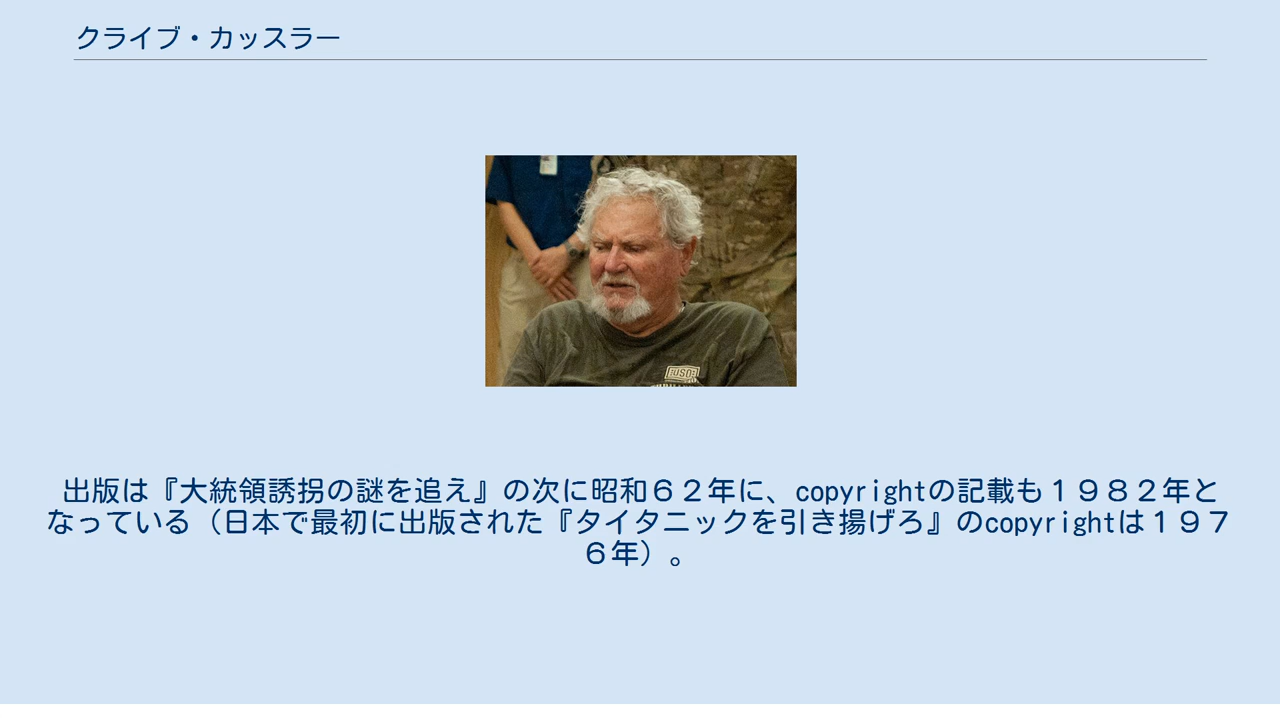 クライブ・カッスラー
USO
出版は『大統領誘拐の謎を追え』の次に昭和６２年に、copyrightの記載も１９８２年と
なっている（日本で最初に出版された『タイタニックを引き揚げろ』のcopyrightは１９７
６年）。